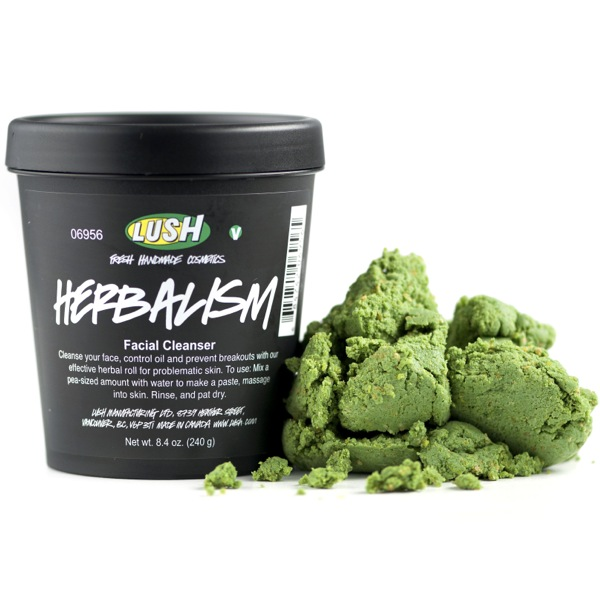 06956
LUSH
V
FRESH HANDMADE COSMETICS
HERBALISM
Facial Cleanser
Cleanse your face, control oil and prevent breakouts with our
effective herbal roll for problematic skin. To use: Mix a
pea-sized amount with water to make a paste, massage
into skin. Rinse, and pat dry.
LUSH MANUFACTURING LTD, 8739 HEATHER STREET,
VANCOUVER, BC, V6P 3T1 MADE IN CANADA WWW.LUSH.COM
Net wt. 8.4 oz. (240 g)